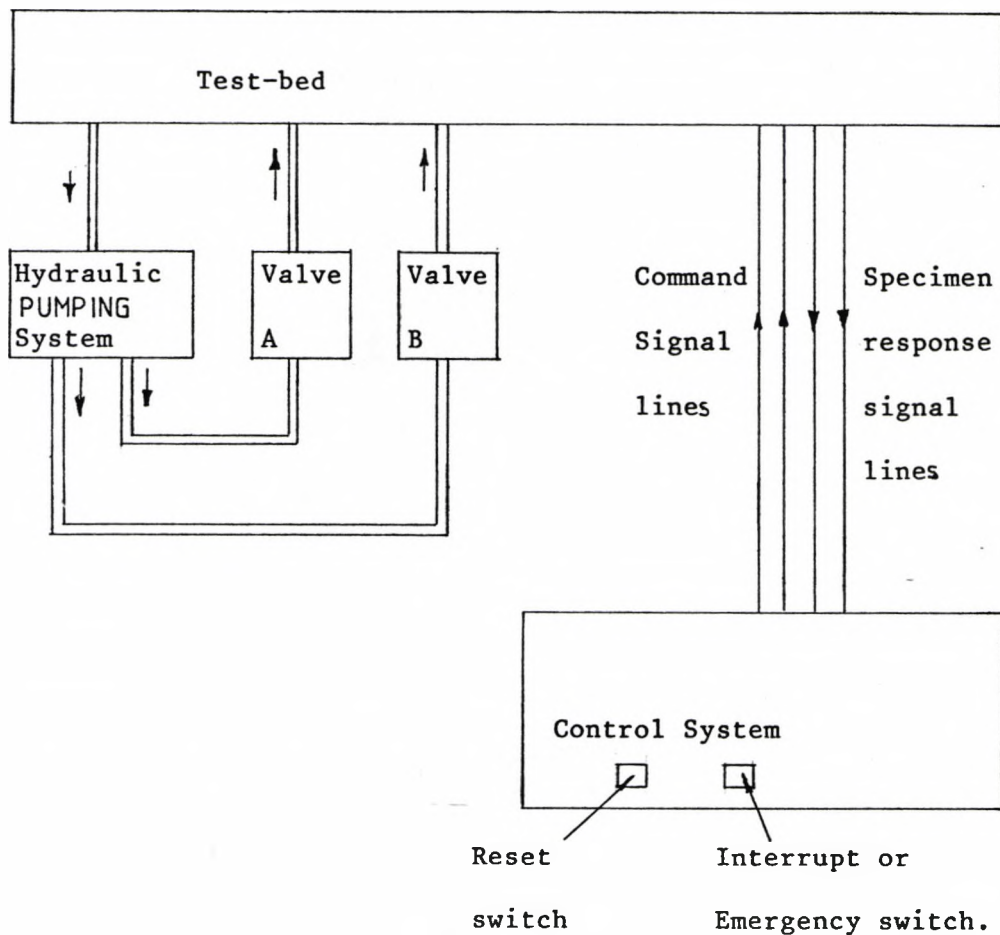 Test-bed
Hydraulic
PUMPING
System
Valve
A
Valve
B
Command
Signal
lines
Specimen
response
signal
lines
Control System
Reset
switch
Interrupt or
Emergency switch.